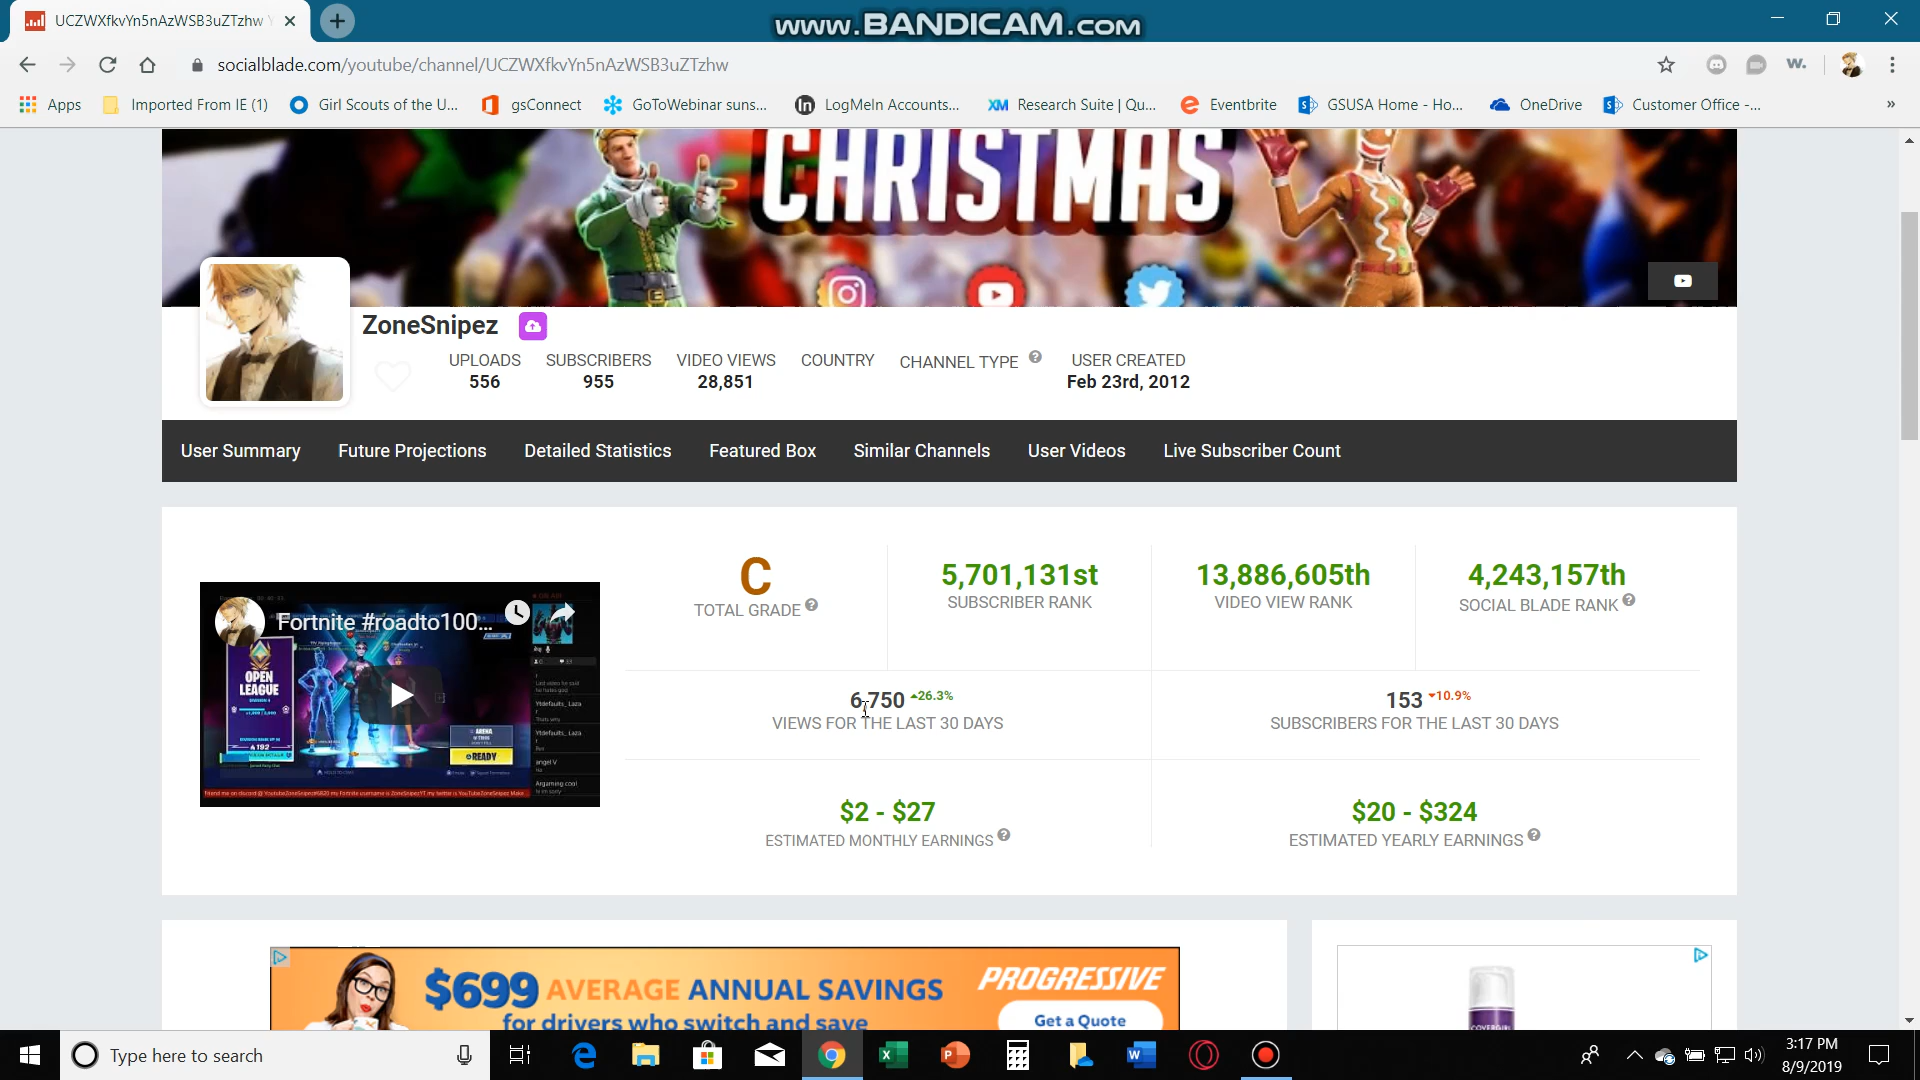 UCZWXfkvYn5nAzWSB3uZTzhw Y
www.BANDICAM.com
socialblade.com/youtube/channel/UCZWXfkvYn5nAzWSB3uZTzhw
Apps Imported From IE (1) Girl Scouts of the U... gsConnect GoToWebinar suns... LogMeIn Accounts... XM Research Suite | Qu... Eventbrite GSUSA Home - Ho... OneDrive Customer Office -... »
CHRISTMAS
ZoneSnipez
UPLOADS SUBSCRIBERS VIDEO VIEWS COUNTRY CHANNEL TYPE USER CREATED
556 955 28,851 Feb 23rd, 2012
User Summary Future Projections Detailed Statistics Featured Box Similar Channels User Videos Live Subscriber Count
C 5,701,131st 13,886,605th 4,243,157th
TOTAL GRADE SUBSCRIBER RANK VIDEO VIEW RANK SOCIAL BLADE RANK
Fortnite #roadto100...
OPEN
LEAGUE
4192
ARENA
READY
6,750 26.3% 153 10.9%
VIEWS FOR THE LAST 30 DAYS SUBSCRIBERS FOR THE LAST 30 DAYS
$2 - $27 $20 - $324
ESTIMATED MONTHLY EARNINGS ESTIMATED YEARLY EARNINGS
$699 AVERAGE ANNUAL SAVINGS PROGRESSIVE
for drivers who switch and save Get a Quote
COVERGIRL
Type here to search
3:17 PM
8/9/2019